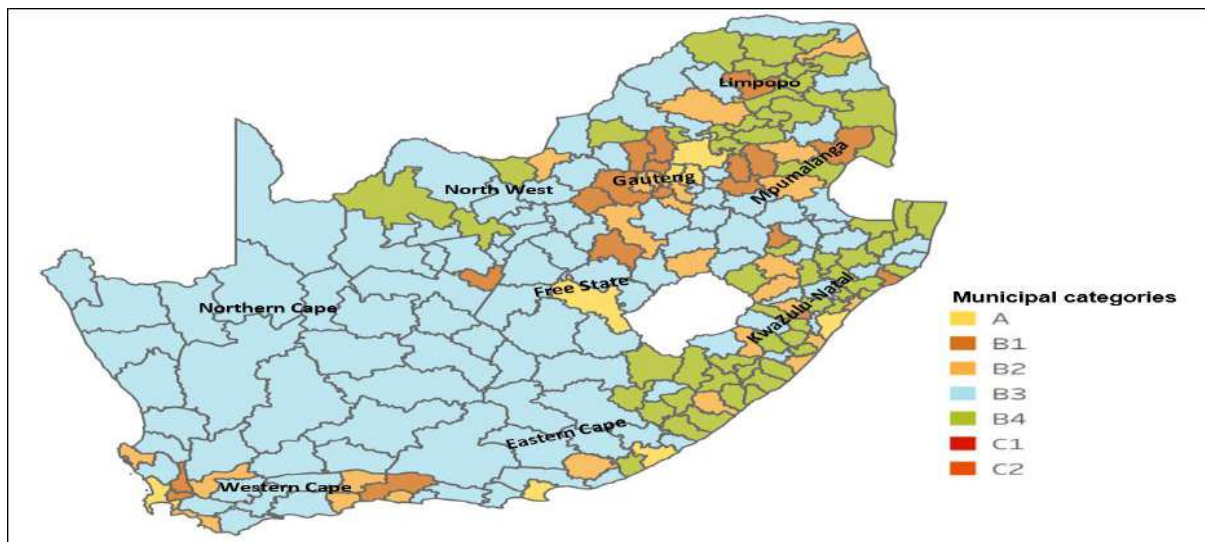 Limpopo
Mpumalanga
Gauteng
North West
Free State
KwaZulu-Natal
Northern Cape
Eastern Cape
Western Cape
Municipal categories
A
B1
B2
B3
B4
C1
C2